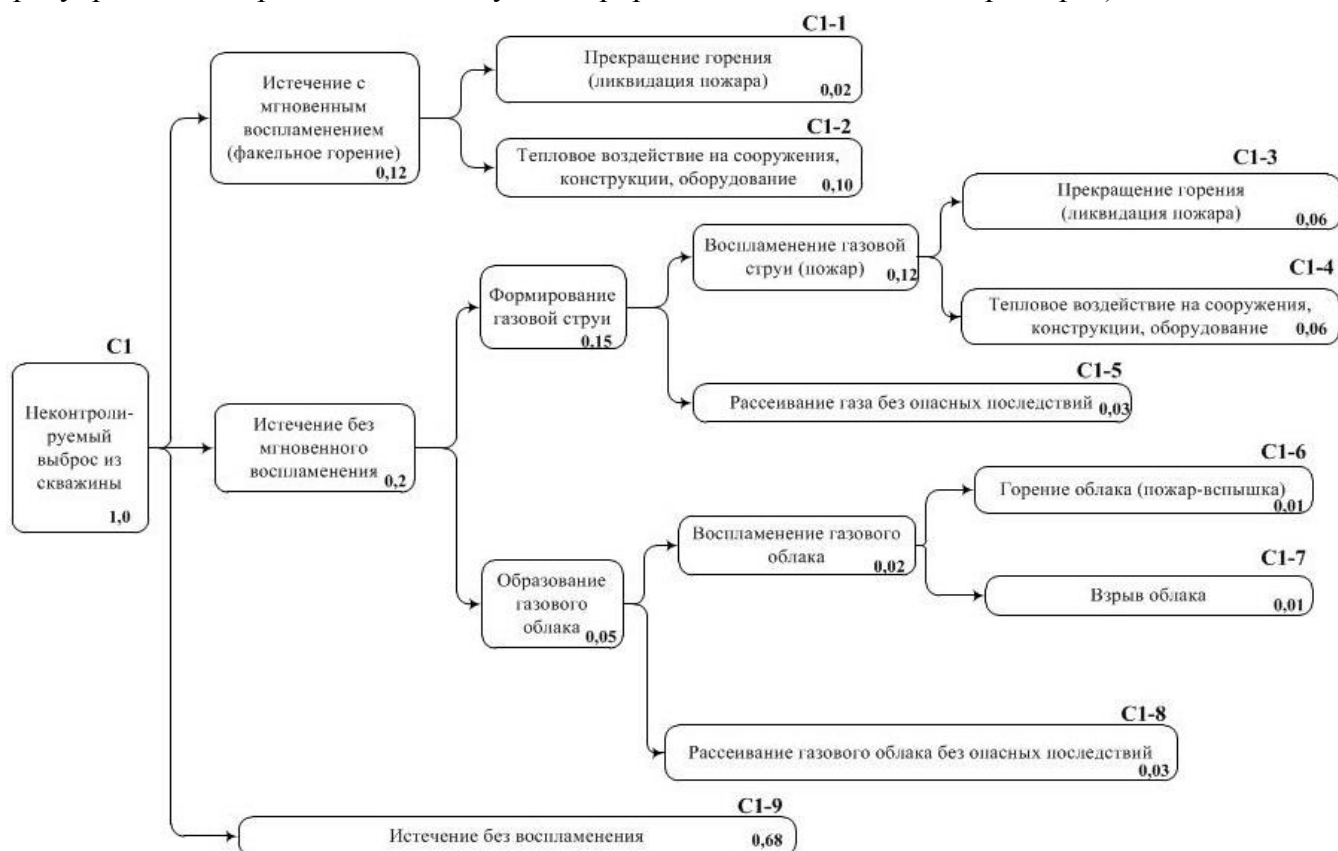 С1-1
Прекращение горения
(ликвидация пожара)
0,02
Истечение с
мгновенным
воспламенением
(факельное горение)
0,12
С1-2
Тепловое воздействие на сооружения,
конструкции, оборудование
0,10
С1-3
Прекращение горения
(ликвидация пожара)
0,06
Воспламенение газовой
струи (пожар)
0,12
С1-4
Тепловое воздействие на сооружения,
конструкции, оборудование
0,06
Формирование
газовой струи
0,15
С1
Неконтроли-
руемый
выброс из
скважины
1,0
С1-5
Рассеивание газа без опасных последствий
0,03
Истечение без
мгновенного
воспламенения
0,2
С1-6
Горение облака (пожар-вспышка)
0,01
Воспламенение газового
облака
0,02
С1-7
Взрыв облака
0,01
Образование
газового
облака
0,05
С1-8
Рассеивание газового облака без опасных последствий
0,03
С1-9
Истечение без воспламенения
0,68